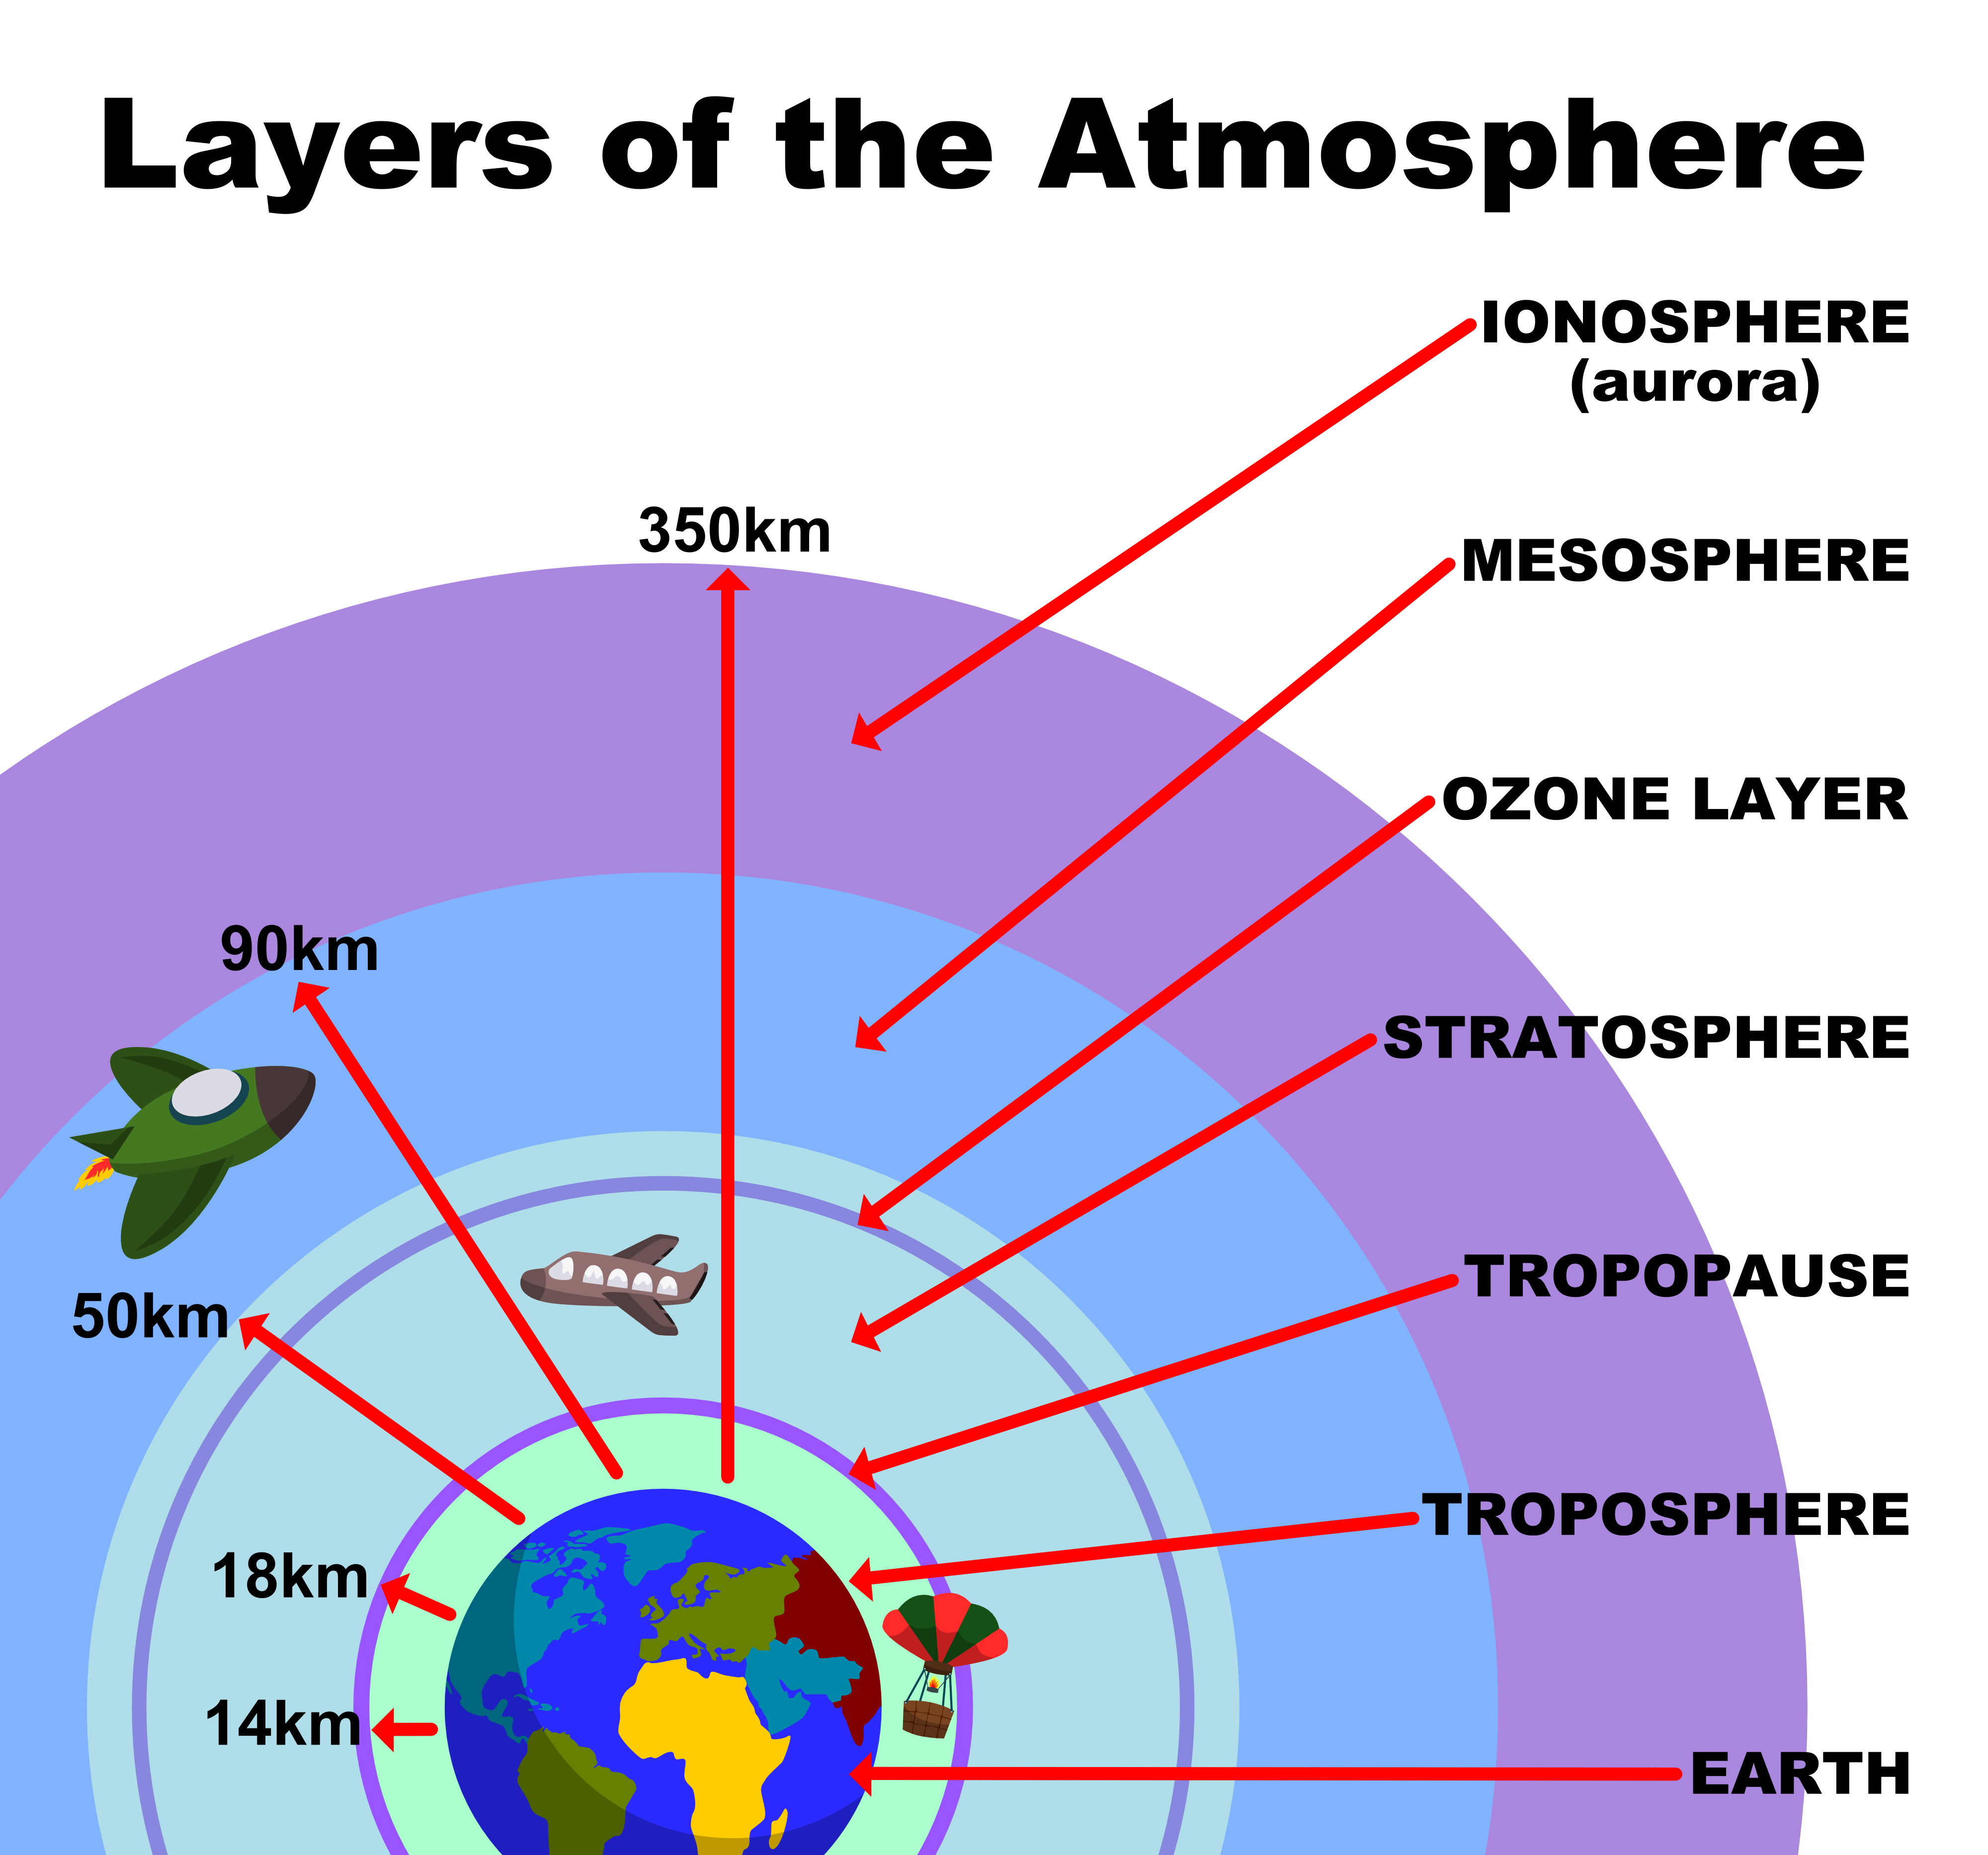 Layers of the Atmosphere
IONOSPHERE
(aurora)
350km
MESOSPHERE
OZONE LAYER
90km
STRATOSPHERE
TROPOPAUSE
50km
TROPOSPHERE
18km
14km
EARTH